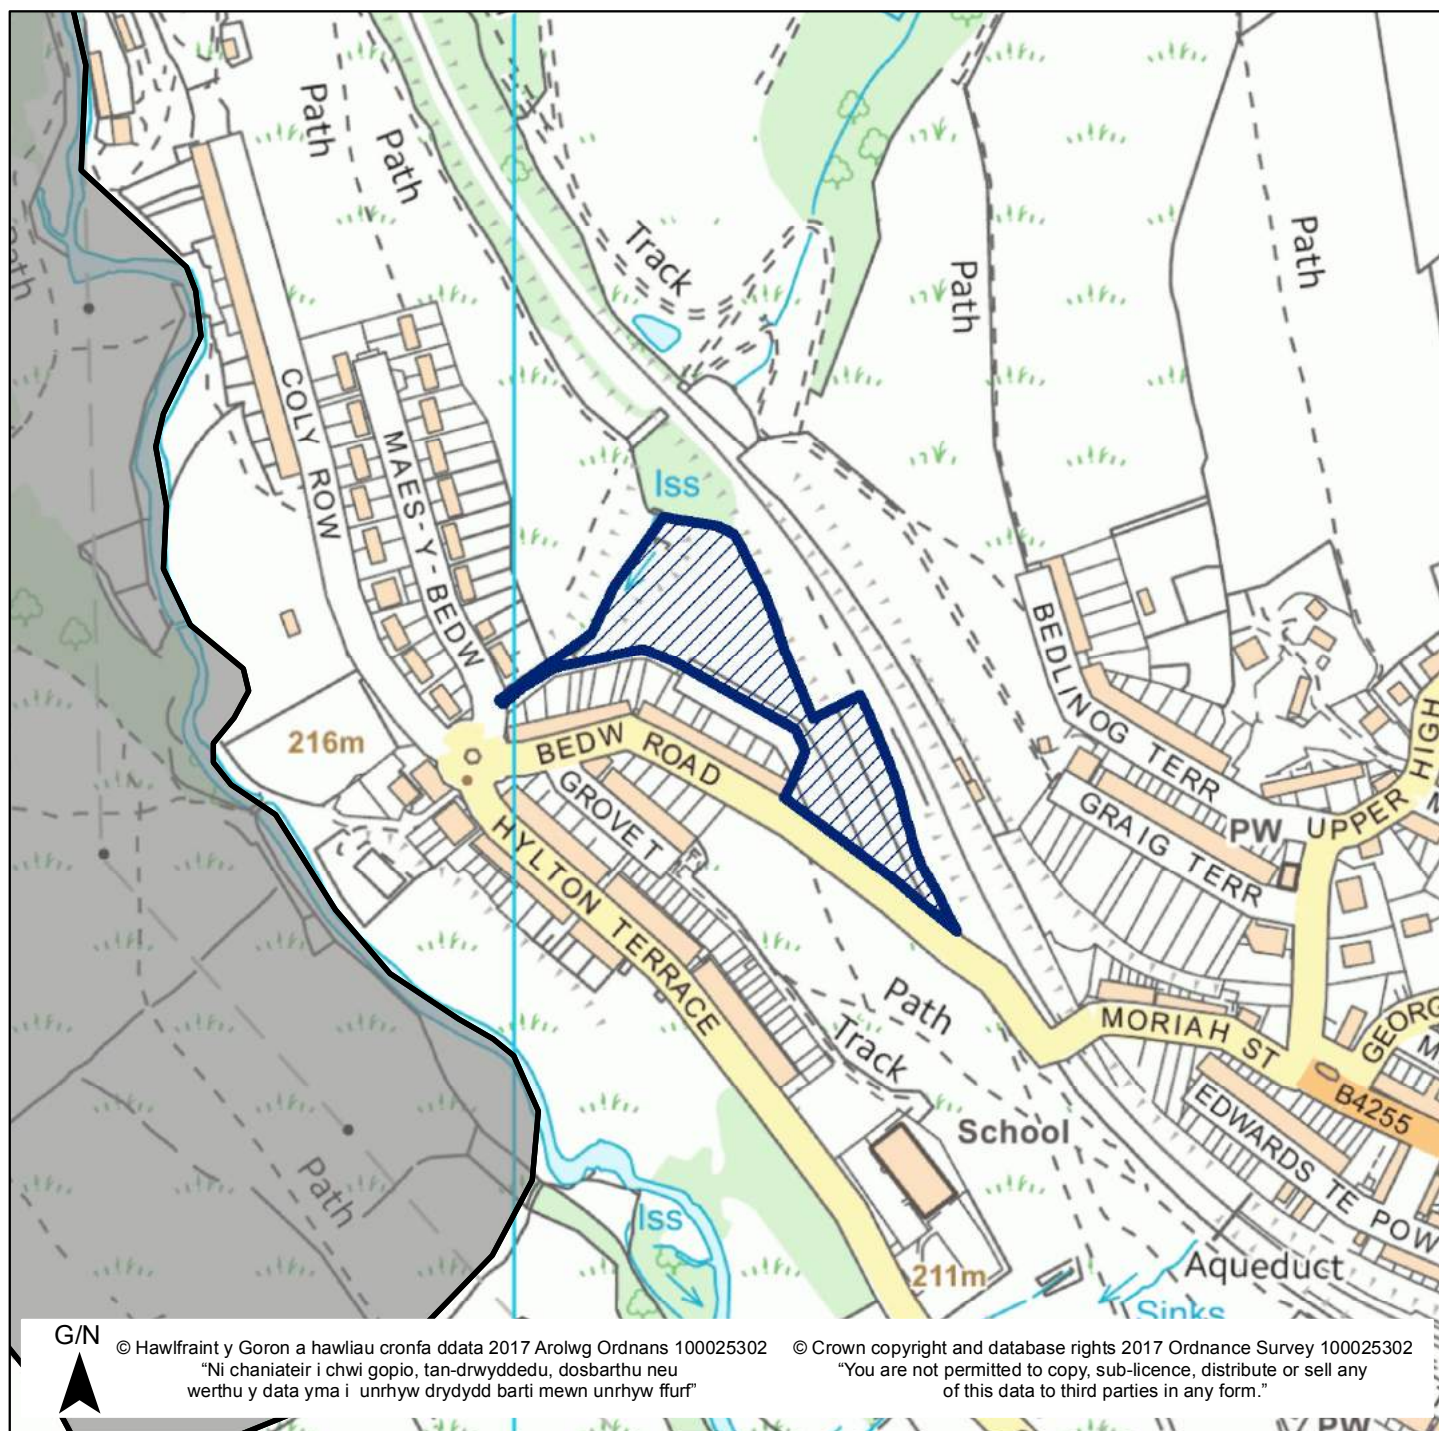 Path
Path
Track
Path
Path
ath
COLY ROW
MAES-Y-BEDW
Iss
BEDLINOG TERR
216m
BEDW ROAD
GROVE T
HYLTON TERRACE
GRAIG TERR
PW
UPPER HIGH
Path
Track
MORIAH ST
GEORG
M
B4255
School
EDWARDS TE
POW
Path
Iss
211m
Aqueduct
Sinks
G/N
© Hawlfraint y Goron a hawliau cronfa ddata 2017 Arolwg Ordnans 100025302
“Ni chaniateir i chwi gopio, tan-drwyddedu, dosbarthu neu
werthu y data yma i unrhyw drydydd barti mewn unrhyw ffurf”
© Crown copyright and database rights 2017 Ordnance Survey 100025302
“You are not permitted to copy, sub-licence, distribute or sell any
of this data to third parties in any form.”
PW